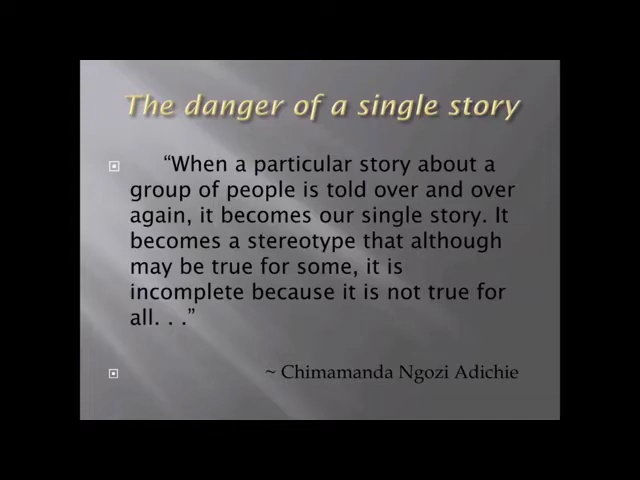 The danger of a single story
“When a particular story about a
group of people is told over and over
again, it becomes our single story. It
becomes a stereotype that although
may be true for some, it is
incomplete because it is not true for
all. . .”
~ Chimamanda Ngozi Adichie